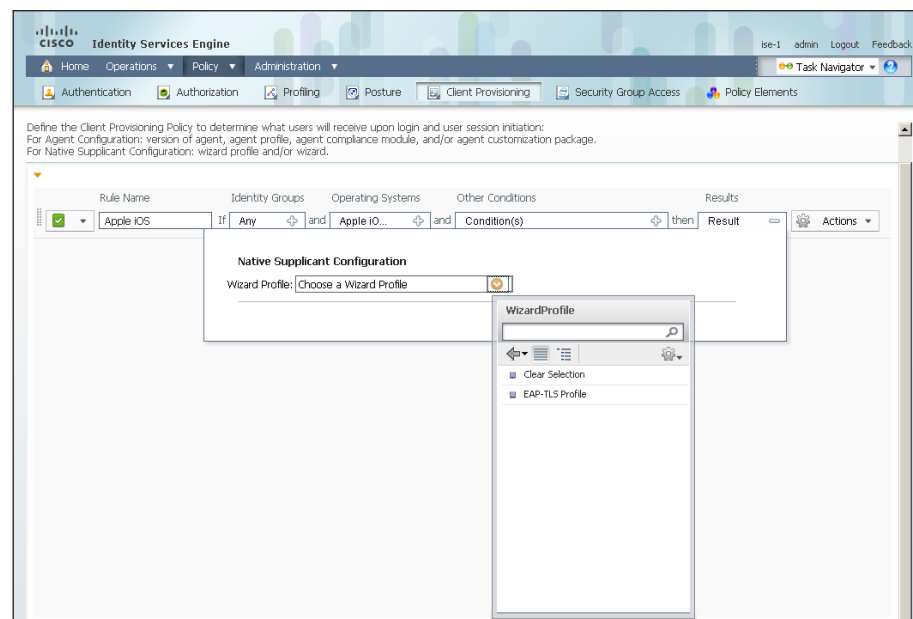 CISCO Identity Services Engine
ise-1 admin Logout Feedback
Home Operations ▼ Policy ▼ Administration ▼
Task Navigator ▼
Authentication Authorization Profiling Posture Client Provisioning Security Group Access Policy Elements
Define the Client Provisioning Policy to determine what users will receive upon login and user session initiation:
For Agent Configuration: version of agent, agent profile, agent compliance module, and/or agent customization package.
For Native Supplicant Configuration: wizard profile and/or wizard.
Rule Name Identity Groups Operating Systems Other Conditions Results
Apple iOS If Any and Apple iO... and Condition(s) then Result Actions
Native Supplicant Configuration
Wizard Profile: Choose a Wizard Profile
WizardProfile
Clear Selection
EAP-TLS Profile